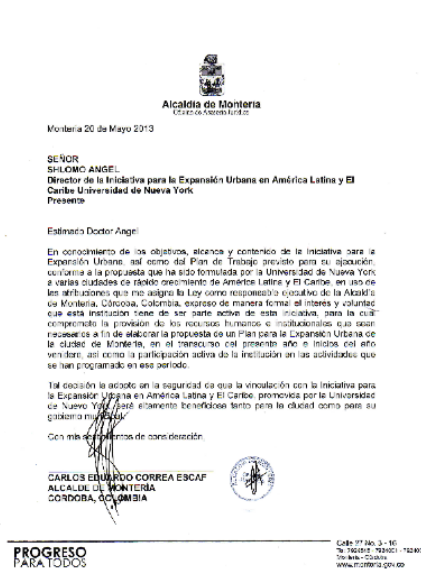 Alcaldía de Montería
Montería 20 de Mayo 2013
SEÑOR
SHLOMO ANGEL
Director de la Iniciativa para la Expansión Urbana en América Latina y El
Caribe Universidad de Nueva York
Presente
Estimado Doctor Angel
En conocimiento de los objetivos, alcance y contenido de la Iniciativa para la
Expansión Urbana, así como del Plan de Trabajo previsto para su ejecución,
conforme a la propuesta que ha sido formulada por la Universidad de Nueva York
a varias ciudades de rápido crecimiento de América Latina y El Caribe, en uso de
las atribuciones que me asigna la Ley como responsable ejecutivo de la Alcaldía
de Montería, Córdoba, Colombia, expreso de manera formal el interés y voluntad
que está institución tiene de ser parte activa de esta iniciativa, para la cual
comprometo la provisión de los recursos humanos e institucionales que sean
necesarios a fin de elaborar la propuesta de un Plan para la Expansión Urbana de
la ciudad de Montería, en el transcurso del presente año e inicios del año
venidero, así como la participación activa de la institución en las actividades que
se han programado en ese período.
Tal decisión la adopto en la seguridad de que la vinculación con la Iniciativa para
la Expansión Urbana en América Latina y El Caribe, promovida por la Universidad
de Nuevo York, será altamente beneficiosa tanto para la ciudad como para su
gobierno municipal.
Con mis sentimientos de consideración,
CARLOS EDUARDO CORREA ESCAF
ALCALDE DE MONTERÍA
CÓRDOBA, COLOMBIA
PROGRESO
PARA TODOS
Calle 27 No. 3 - 16
Montería - Córdoba
www.monteria.gov.co